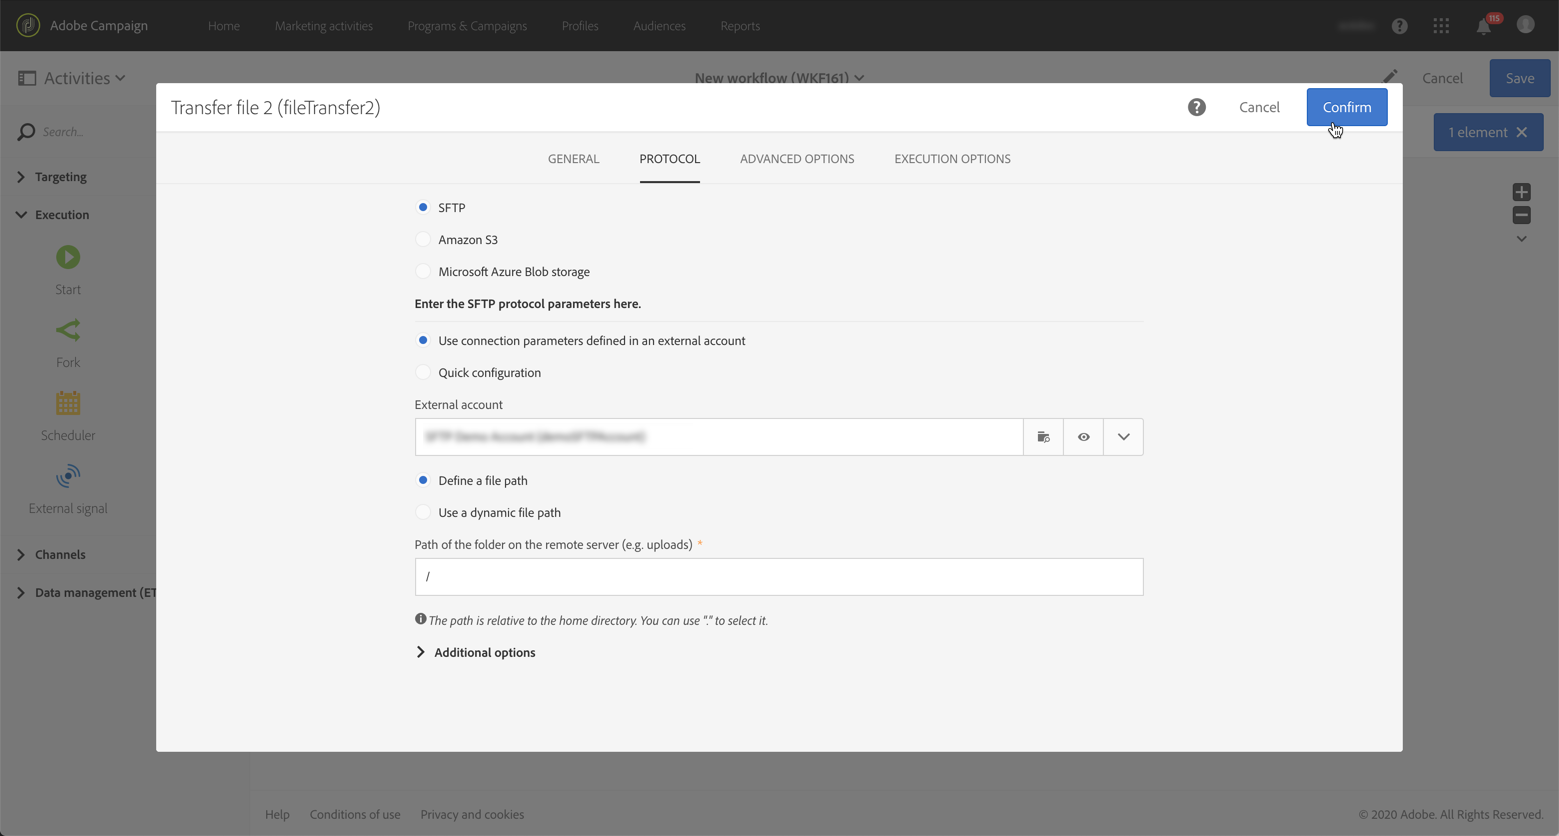 Adobe Campaign
Home Marketing activities Programs & Campaigns Profiles Audiences Reports
115
Activities
New workflow (WKF161)
Cancel Save
Transfer file 2 (fileTransfer2)
Cancel Confirm
Search...
1 element
GENERAL PROTOCOL ADVANCED OPTIONS EXECUTION OPTIONS
Targeting
Execution
Start
Fork
Scheduler
External signal
Channels
Data management (ET
SFTP
Amazon S3
Microsoft Azure Blob storage
Enter the SFTP protocol parameters here.
Use connection parameters defined in an external account
Quick configuration
External account
Define a file path
Use a dynamic file path
Path of the folder on the remote server (e.g. uploads) *
/
The path is relative to the home directory. You can use "." to select it.
Additional options
Help Conditions of use Privacy and cookies
© 2020 Adobe. All Rights Reserved.